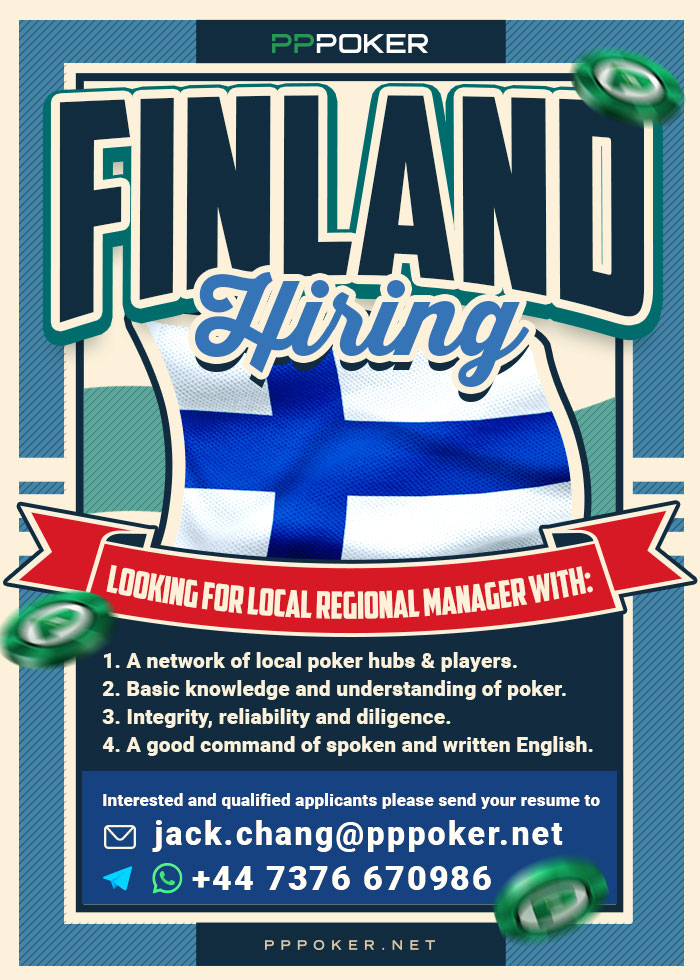 PPPOKER
FINLAND
Hiring
LOOKING FOR LOCAL REGIONAL MANAGER WITH:
1. A network of local poker hubs & players.
2. Basic knowledge and understanding of poker.
3. Integrity, reliability and diligence.
4. A good command of spoken and written English.
Interested and qualified applicants please send your resume to
jack.chang@pppoker.net
+44 7376 670986
PPPOKER.NET